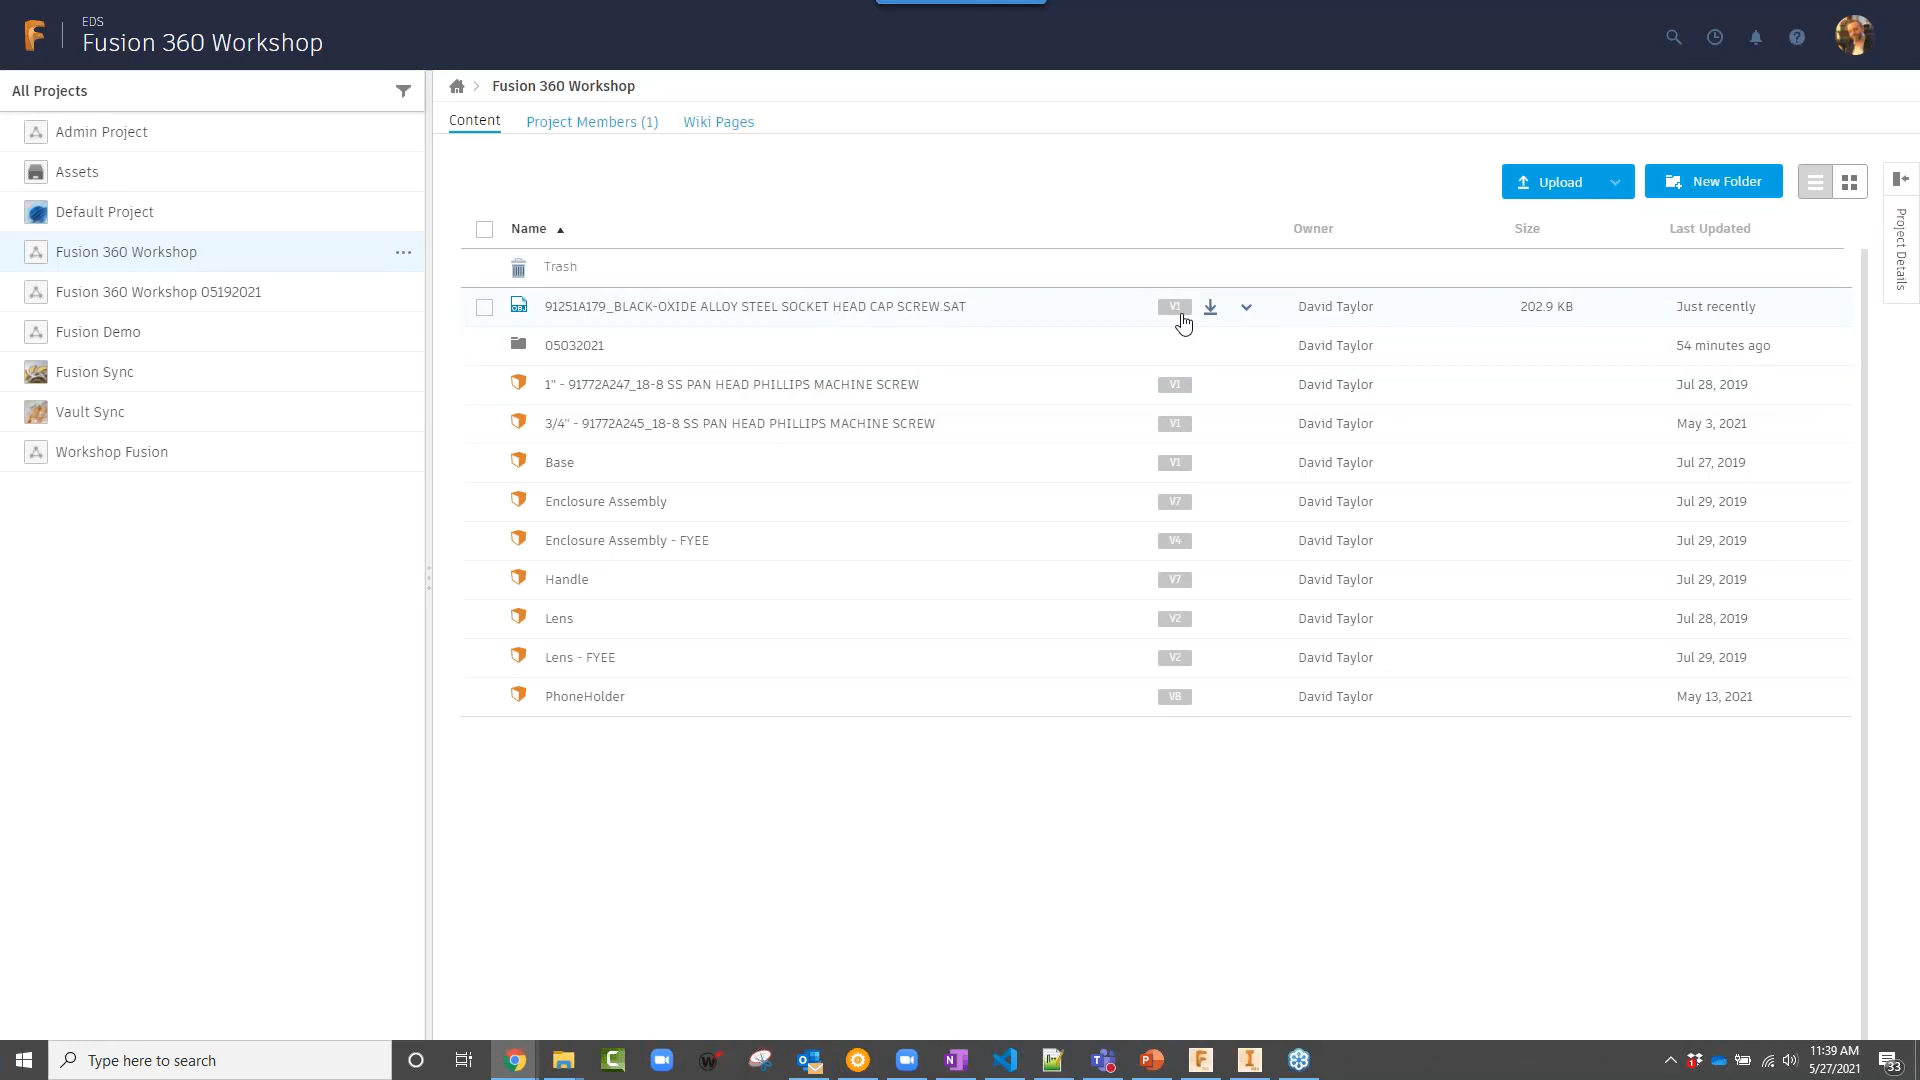 EDS
Fusion 360 Workshop
All Projects
Admin Project
Assets
Default Project
Fusion 360 Workshop
Fusion 360 Workshop 05192021
Fusion Demo
Fusion Sync
Vault Sync
Workshop Fusion
Fusion 360 Workshop
Content Project Members (1) Wiki Pages
Upload New Folder
Project Details
Name Owner Size Last Updated
Trash
91251A179_BLACK-OXIDE ALLOY STEEL SOCKET HEAD CAP SCREW.SAT V1 David Taylor 202.9 KB Just recently
05032021 David Taylor 54 minutes ago
1" - 91772A247_18-8 SS PAN HEAD PHILLIPS MACHINE SCREW V1 David Taylor Jul 28, 2019
3/4" - 91772A245_18-8 SS PAN HEAD PHILLIPS MACHINE SCREW V1 David Taylor May 3, 2021
Base V1 David Taylor Jul 27, 2019
Enclosure Assembly V7 David Taylor Jul 29, 2019
Enclosure Assembly - FYEE V4 David Taylor Jul 29, 2019
Handle V7 David Taylor Jul 29, 2019
Lens V2 David Taylor Jul 28, 2019
Lens - FYEE V2 David Taylor Jul 29, 2019
PhoneHolder V8 David Taylor May 13, 2021
Type here to search
11:39 AM
5/27/2021
33